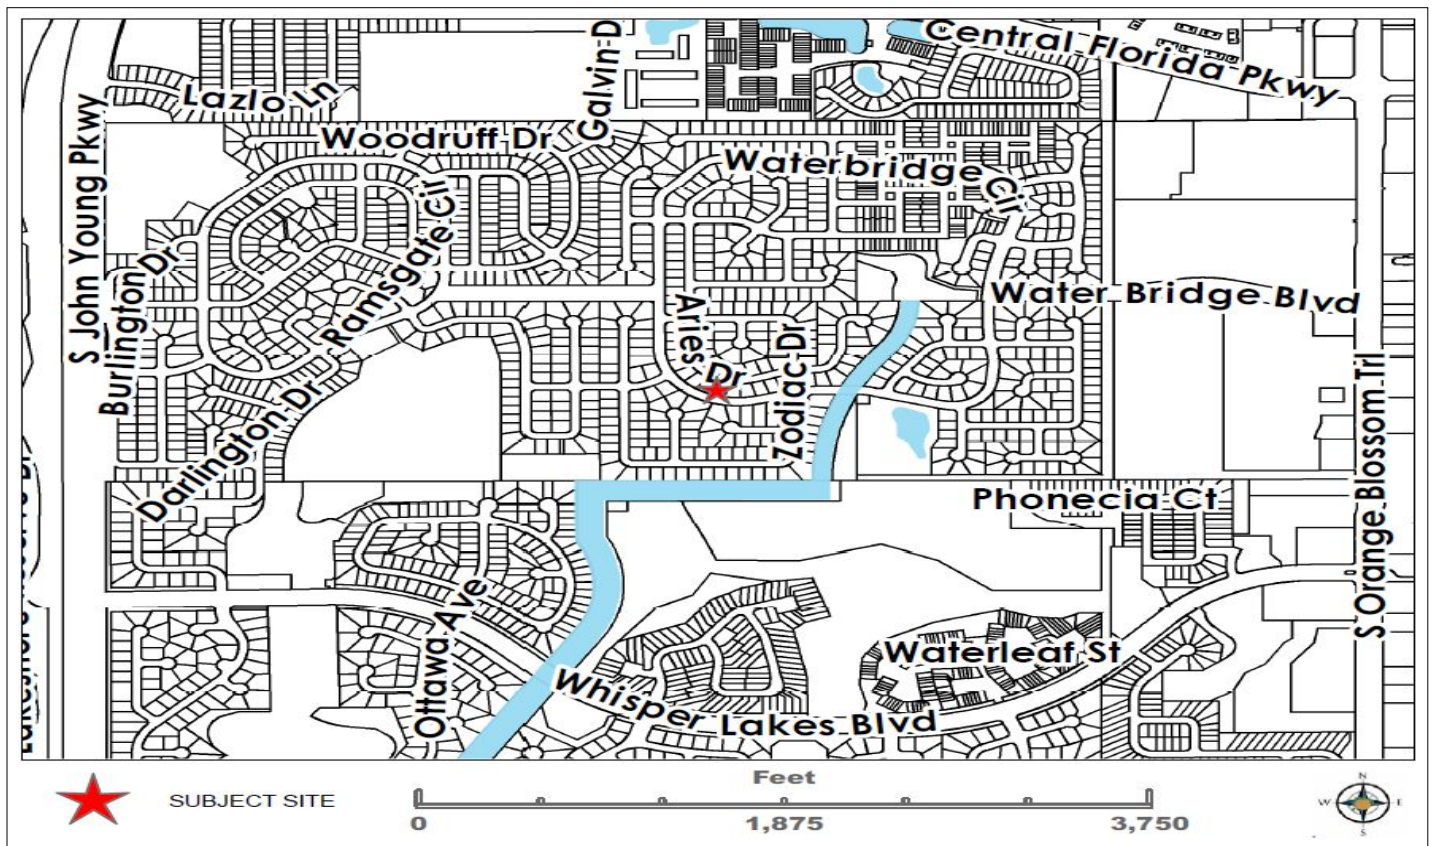 Central Florida Pkwy
Galvin D
Lazlo Ln
Woodruff Dr
Waterbridge Cir
S John Young Pkwy
Ramsgate Cir
Burlington Dr
Water Bridge Blvd
Aries Dr
Zodiac Dr
Darlington Dr
S Orange Blossom Trl
Phonecia Ct
Ottawa Ave
Waterleaf St
Whisper Lakes Blvd
SUBJECT SITE
Feet
0 1,875 3,750
N
W E
S